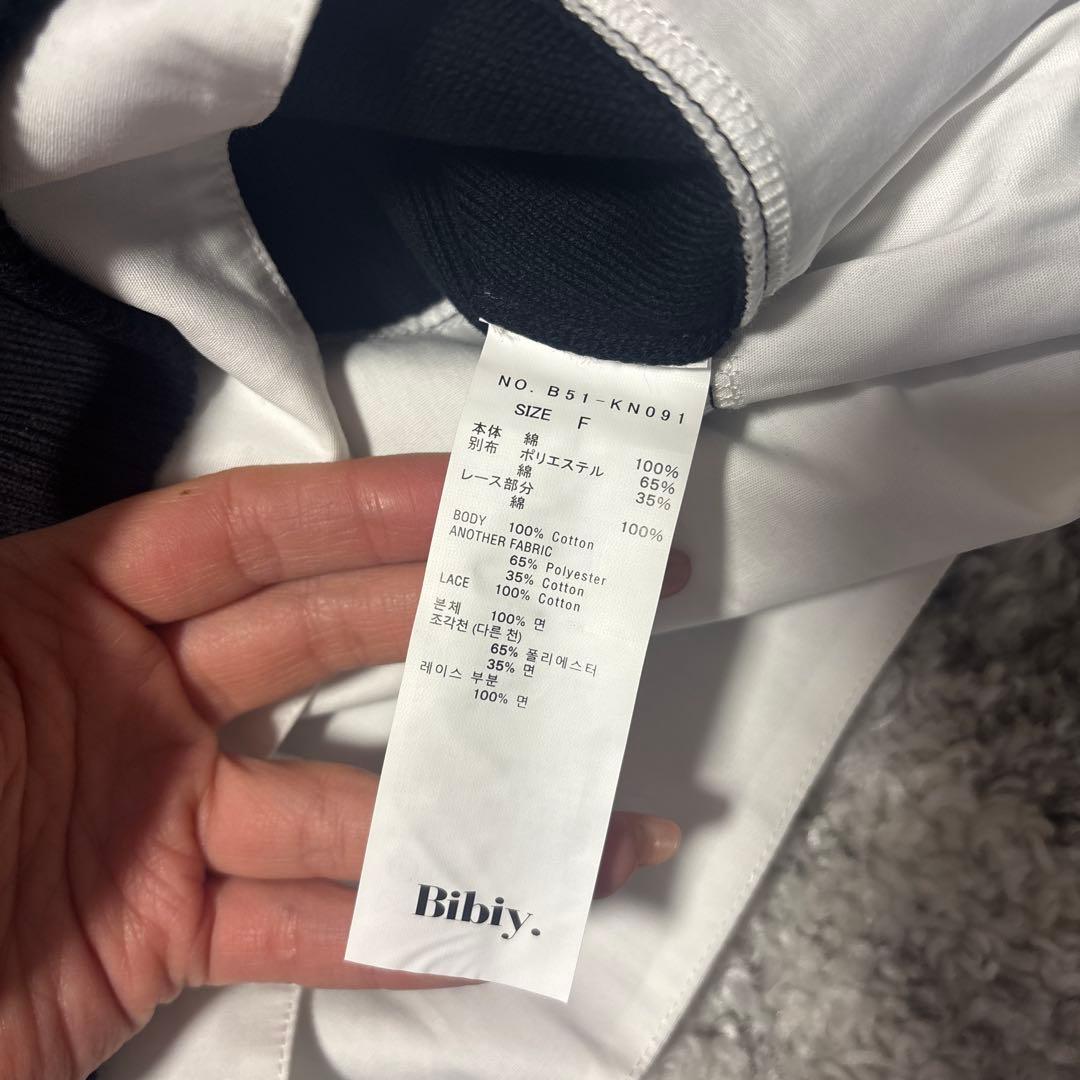 NO. B51-KN091
SIZE F
本体 綿 100%
別布 ポリエステル 65%
綿 35%
レース部分
綿 100%
BODY 100% Cotton
ANOTHER FABRIC
65% Polyester
35% Cotton
LACE 100% Cotton
본체 100% 면
조각천 (다른 천)
65% 폴리에스터
35% 면
레이스 부분
100% 면
Bibiy.